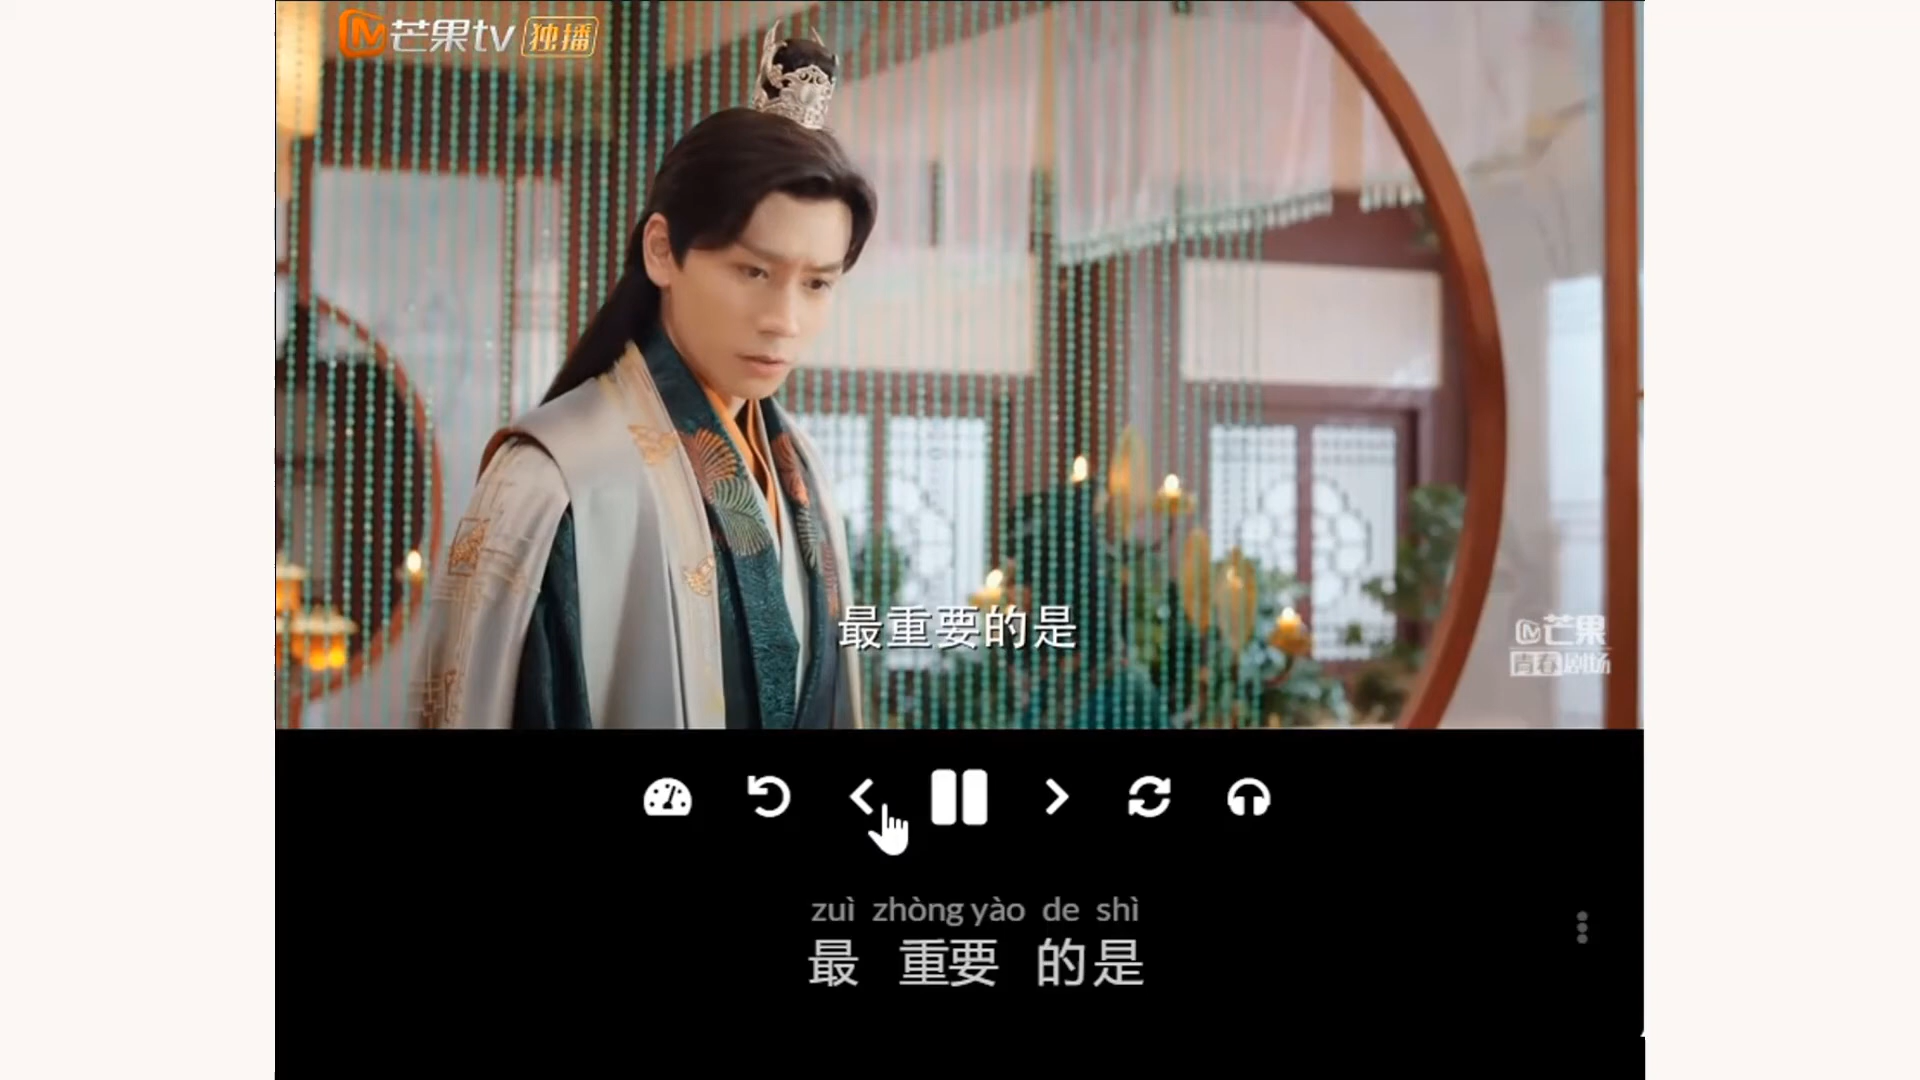 芒果tv 独播
最重要的是
芒果
青春剧场
zuì zhòng yào de shì
最 重要 的 是